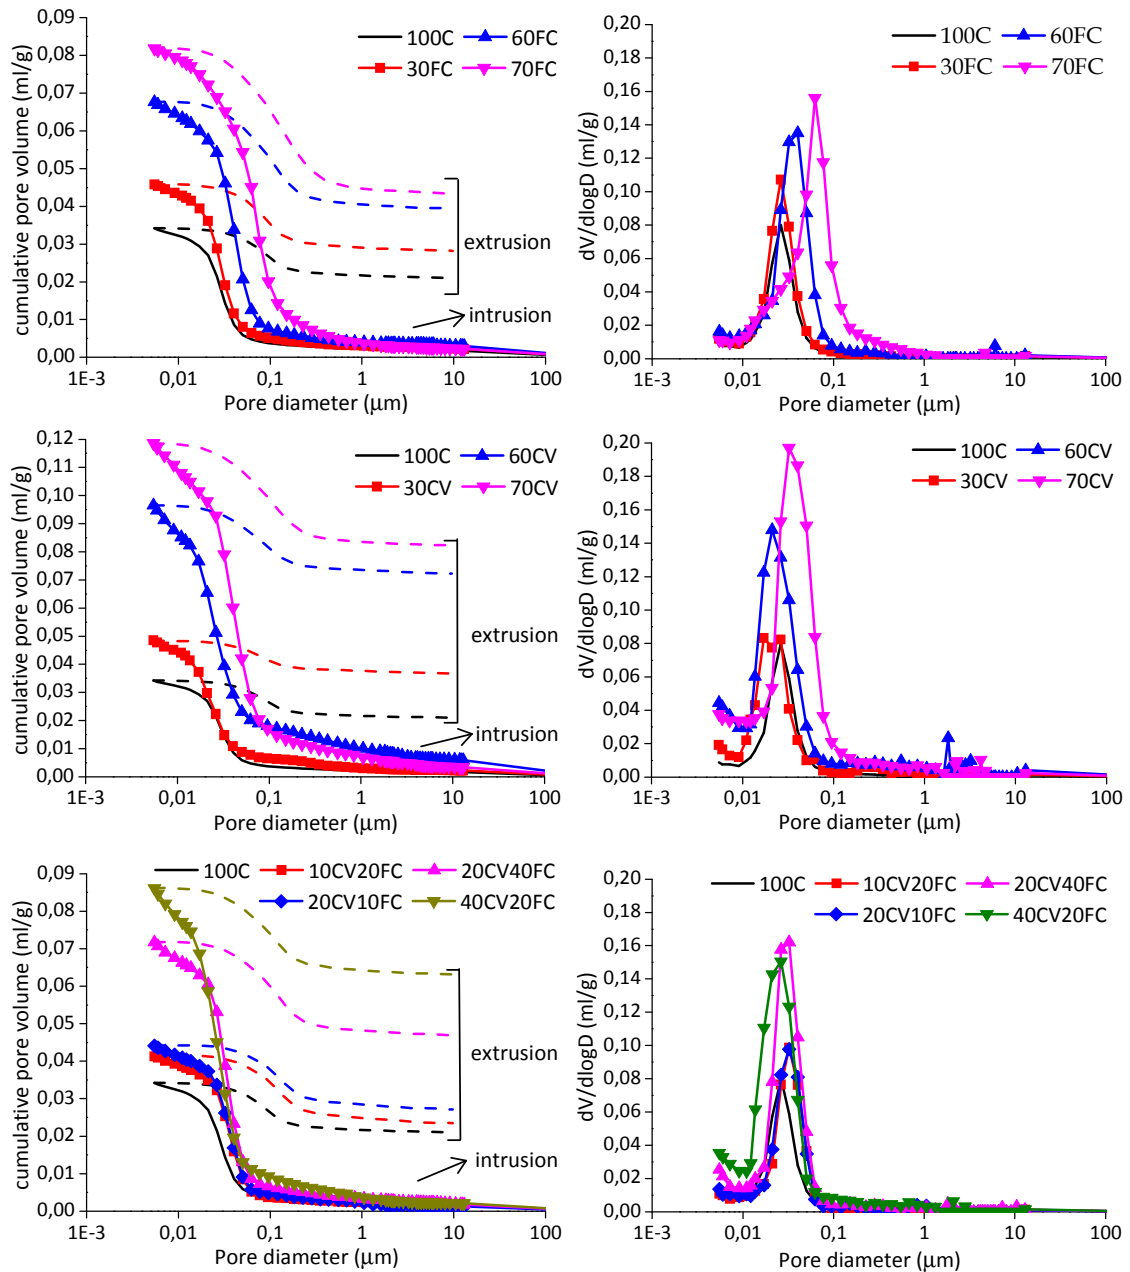 cumulative pore volume (ml/g)
0,09
0,08
0,07
0,06
0,05
0,04
0,03
0,02
0,01
0,00
100C 60FC
30FC 70FC
extrusion
intrusion
1E-3 0,01 0,1 1 10 100
Pore diameter (µm)
dV/dlogD (ml/g)
0,20
0,18
0,16
0,14
0,12
0,10
0,08
0,06
0,04
0,02
0,00
100C 60FC
30FC 70FC
1E-3 0,01 0,1 1 10 100
Pore diameter (µm)
cumulative pore volume (ml/g)
0,12
0,11
0,10
0,09
0,08
0,07
0,06
0,05
0,04
0,03
0,02
0,01
0,00
100C 60CV
30CV 70CV
extrusion
intrusion
1E-3 0,01 0,1 1 10 100
Pore diameter (µm)
dV/dlogD (ml/g)
0,20
0,18
0,16
0,14
0,12
0,10
0,08
0,06
0,04
0,02
0,00
100C 60CV
30CV 70CV
1E-3 0,01 0,1 1 10 100
Pore diameter (µm)
cumulative pore volume (ml/g)
0,09
0,08
0,07
0,06
0,05
0,04
0,03
0,02
0,01
0,00
100C 10CV20FC 20CV40FC
20CV10FC 40CV20FC
extrusion
intrusion
1E-3 0,01 0,1 1 10 100
Pore diameter (µm)
dV/dlogD (ml/g)
0,20
0,18
0,16
0,14
0,12
0,10
0,08
0,06
0,04
0,02
0,00
100C 10CV20FC 20CV40FC
20CV10FC 40CV20FC
1E-3 0,01 0,1 1 10 100
Pore diameter (µm)